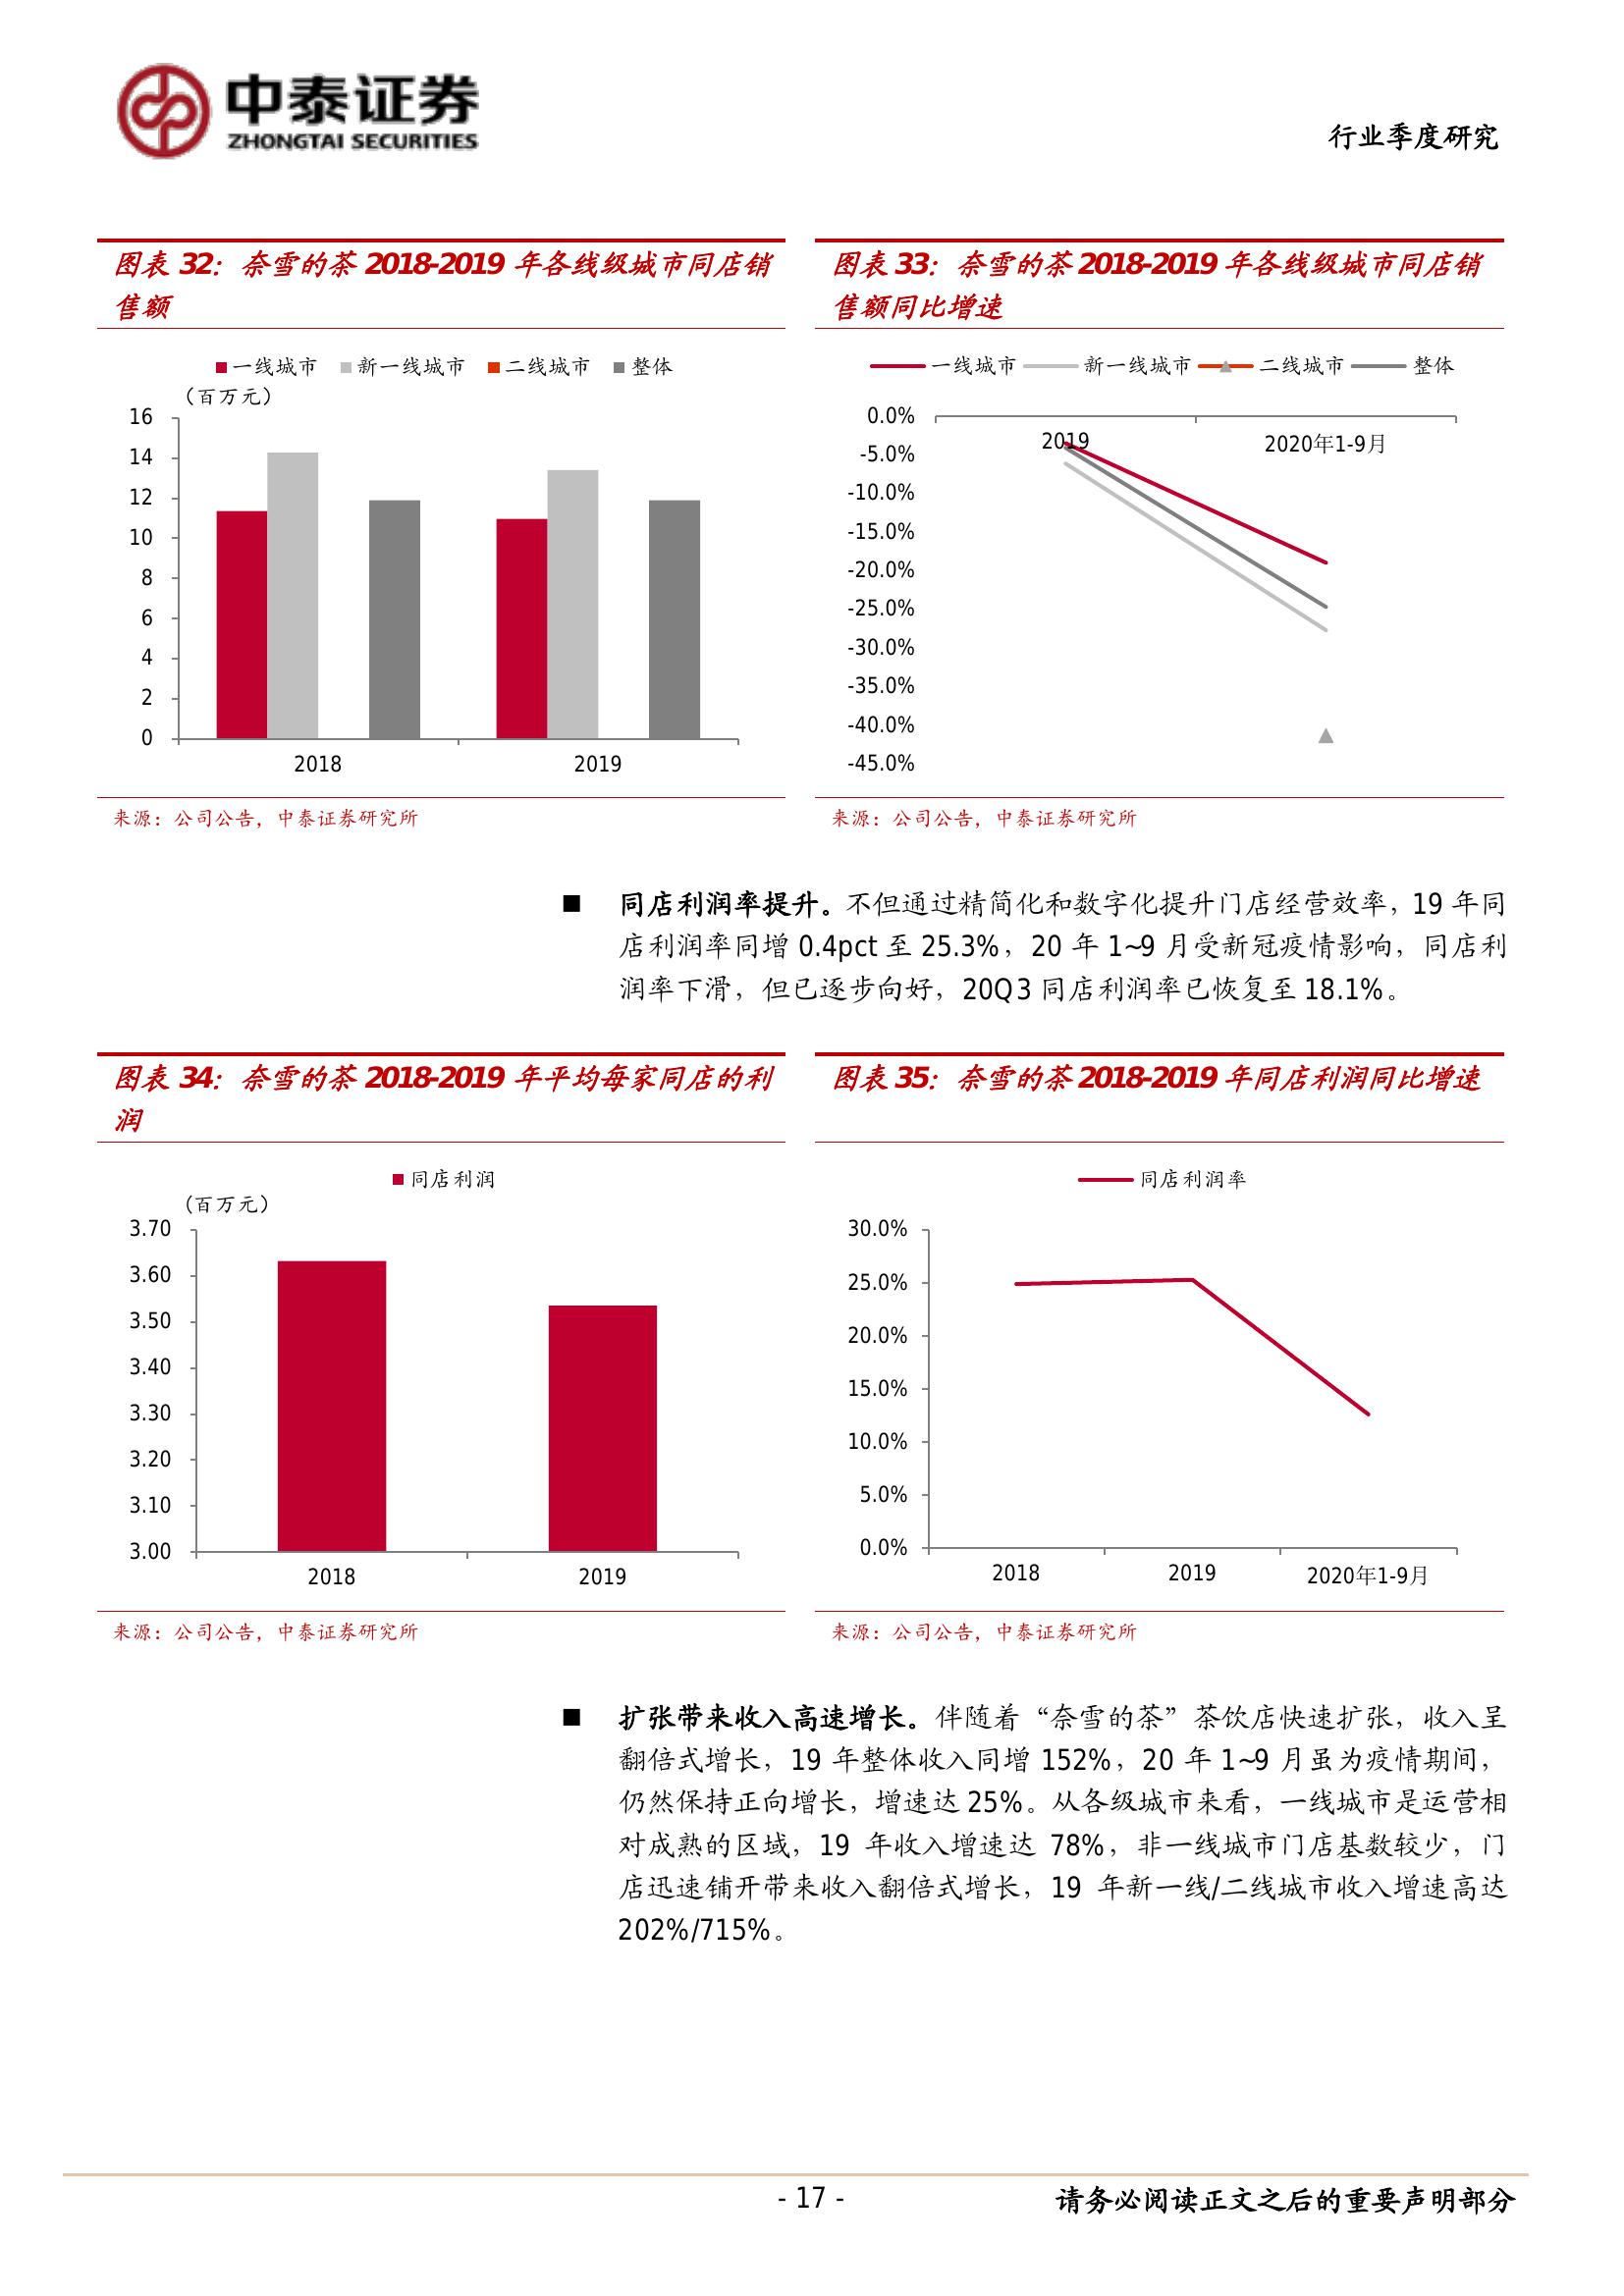 中泰证券
ZHONGTAI SECURITIES
行业季度研究
图表 32：奈雪的茶 2018-2019 年各线级城市同店销
售额
一线城市 新一线城市 二线城市 整体
（百万元）
16
14
12
10
8
6
4
2
0
2018 2019
来源：公司公告，中泰证券研究所
图表 33：奈雪的茶 2018-2019 年各线级城市同店销
售额同比增速
一线城市 新一线城市 二线城市 整体
0.0%
-5.0%
-10.0%
-15.0%
-20.0%
-25.0%
-30.0%
-35.0%
-40.0%
-45.0%
2019 2020年1-9月
来源：公司公告，中泰证券研究所
■ 同店利润率提升。不但通过精简化和数字化提升门店经营效率，19 年同
店利润率同增 0.4pct 至 25.3%，20 年 1~9 月受新冠疫情影响，同店利
润率下滑，但已逐步向好，20Q3 同店利润率已恢复至 18.1%。
图表 34：奈雪的茶 2018-2019 年平均每家同店的利
润
同店利润
（百万元）
3.70
3.60
3.50
3.40
3.30
3.20
3.10
3.00
2018 2019
来源：公司公告，中泰证券研究所
图表 35：奈雪的茶 2018-2019 年同店利润同比增速
同店利润率
30.0%
25.0%
20.0%
15.0%
10.0%
5.0%
0.0%
2018 2019 2020年1-9月
来源：公司公告，中泰证券研究所
■ 扩张带来收入高速增长。伴随着“奈雪的茶”茶饮店快速扩张，收入呈
翻倍式增长，19 年整体收入同增 152%，20 年 1~9 月虽为疫情期间，
仍然保持正向增长，增速达 25%。从各级城市来看，一线城市是运营相
对成熟的区域，19 年收入增速达 78%，非一线城市门店基数较少，门
店迅速铺开带来收入翻倍式增长，19 年新一线/二线城市收入增速高达
202%/715%。
- 17 -
请务必阅读正文之后的重要声明部分